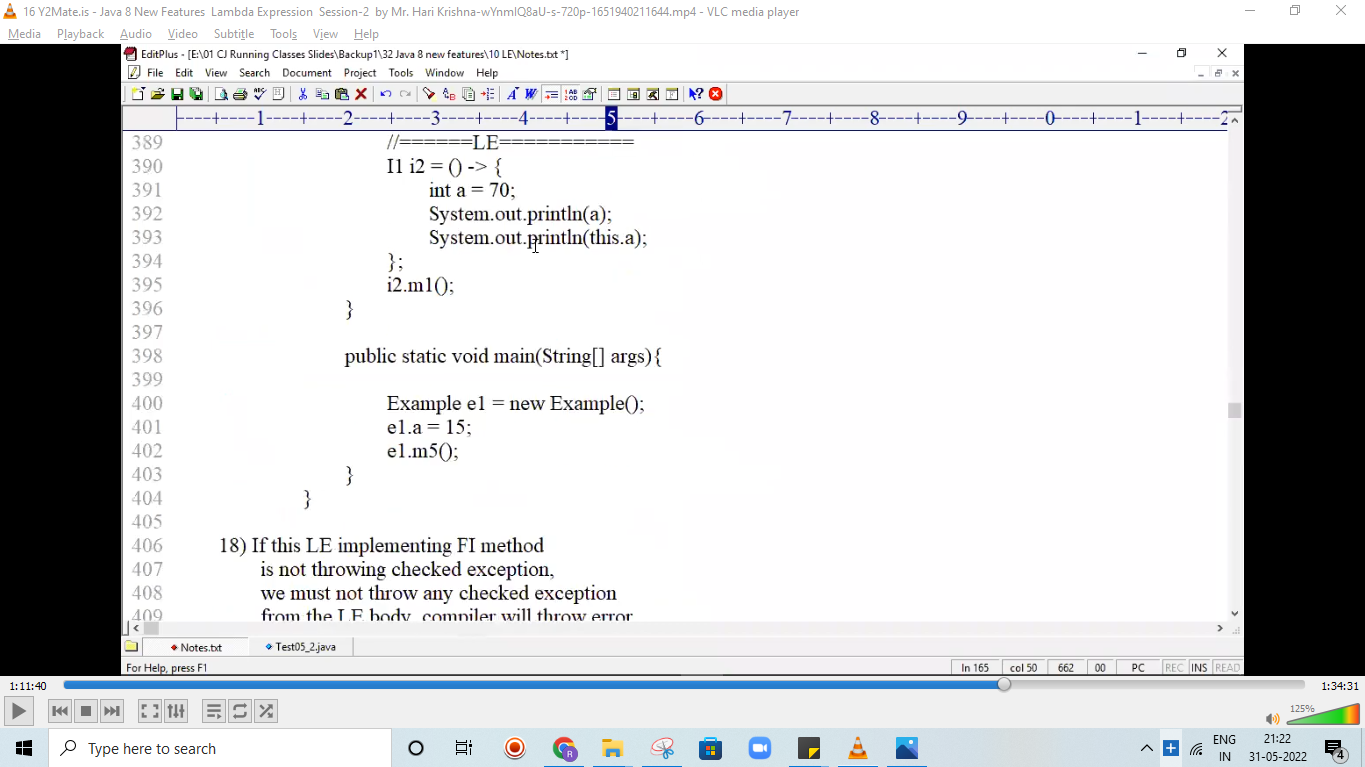 16 Y2Mate.is - Java 8 New Features Lambda Expression Session-2 by Mr. Hari Krishna-wYnmIQ8aU-s-720p-1651940211644.mp4 - VLC media player
Media Playback Audio Video Subtitle Tools View Help
EditPlus - [E:\01 CJ Running Classes Slides\Backup1\32 Java 8 new features\10 LE\Notes.txt *]
File Edit View Search Document Project Tools Window Help
----+----1----+----2----+----3----+----4----+----5----+----6----+----7----+----8----+----9----+----0----+----1----+----2
389 //======LE===========
390 I1 i2 = () -> {
391 int a = 70;
392 System.out.println(a);
393 System.out.println(this.a);
394 };
395 i2.m1();
396 }
397
398 public static void main(String[] args){
399
400 Example e1 = new Example();
401 e1.a = 15;
402 e1.m5();
403 }
404 }
405
406 18) If this LE implementing FI method
407 is not throwing checked exception,
408 we must not throw any checked exception
409 from the LE body, compiler will throw error
Notes.txt Test05_2.java
For Help, press F1 ln 165 col 50 662 00 PC REC INS READ
1:11:40 1:34:31
125%
Type here to search
ENG 21:22
IN 31-05-2022 4